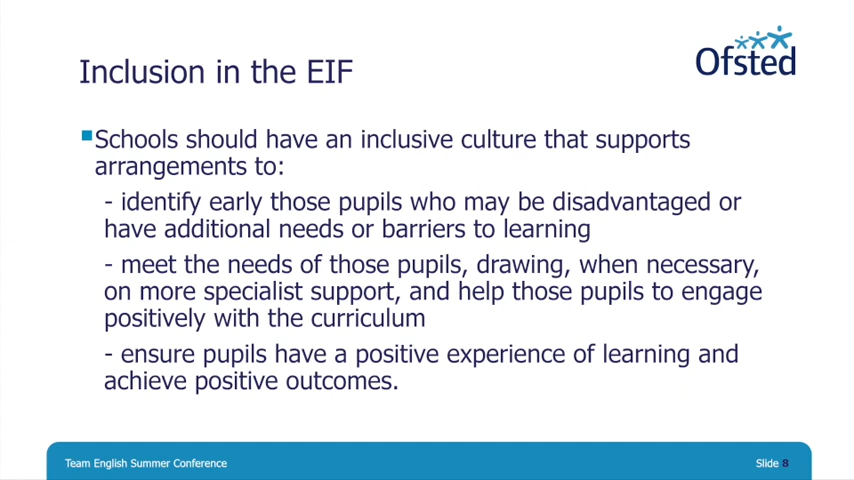 Ofsted
Inclusion in the EIF
Schools should have an inclusive culture that supports
arrangements to:
- identify early those pupils who may be disadvantaged or
have additional needs or barriers to learning
- meet the needs of those pupils, drawing, when necessary,
on more specialist support, and help those pupils to engage
positively with the curriculum
- ensure pupils have a positive experience of learning and
achieve positive outcomes.
Team English Summer Conference
Slide 8